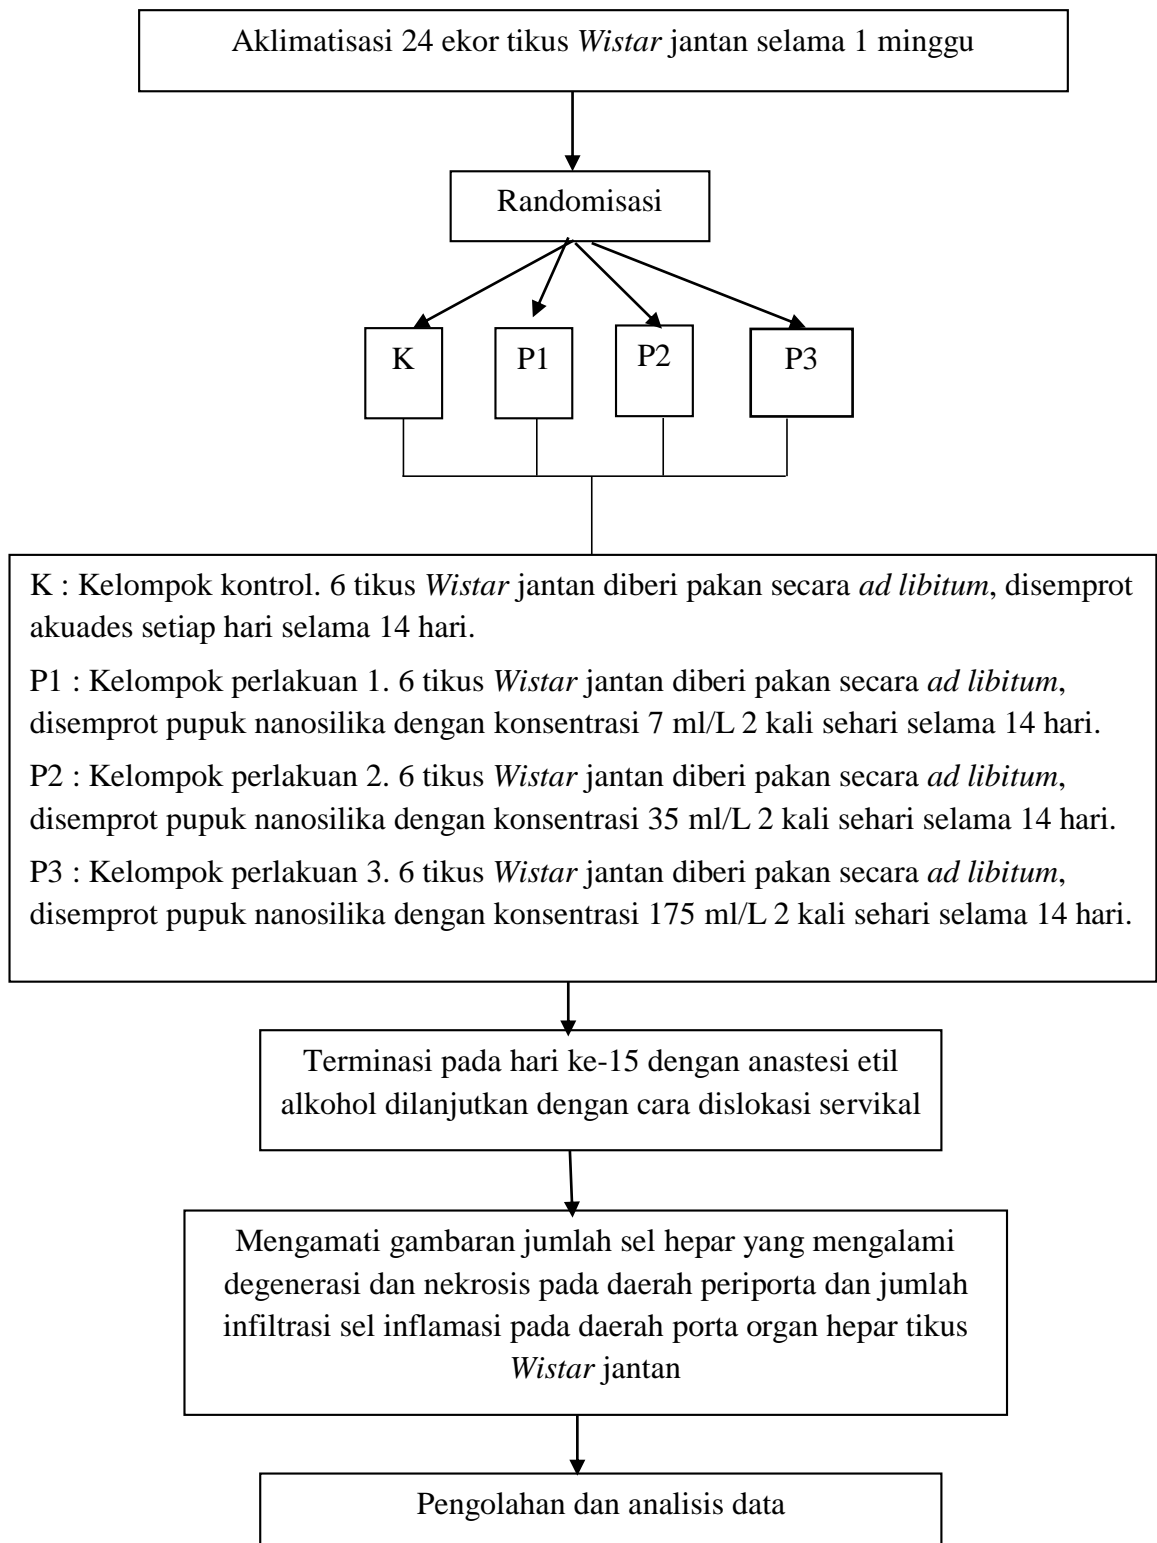 Aklimatisasi 24 ekor tikus Wistar jantan selama 1 minggu
Randomisasi
K
P1
P2
P3
K : Kelompok kontrol. 6 tikus Wistar jantan diberi pakan secara ad libitum, disemprot
akuades setiap hari selama 14 hari.
P1 : Kelompok perlakuan 1. 6 tikus Wistar jantan diberi pakan secara ad libitum,
disemprot pupuk nanosilika dengan konsentrasi 7 ml/L 2 kali sehari selama 14 hari.
P2 : Kelompok perlakuan 2. 6 tikus Wistar jantan diberi pakan secara ad libitum,
disemprot pupuk nanosilika dengan konsentrasi 35 ml/L 2 kali sehari selama 14 hari.
P3 : Kelompok perlakuan 3. 6 tikus Wistar jantan diberi pakan secara ad libitum,
disemprot pupuk nanosilika dengan konsentrasi 175 ml/L 2 kali sehari selama 14 hari.
Terminasi pada hari ke-15 dengan anastesi etil
alkohol dilanjutkan dengan cara dislokasi servikal
Mengamati gambaran jumlah sel hepar yang mengalami
degenerasi dan nekrosis pada daerah periporta dan jumlah
infiltrasi sel inflamasi pada daerah porta organ hepar tikus
Wistar jantan
Pengolahan dan analisis data